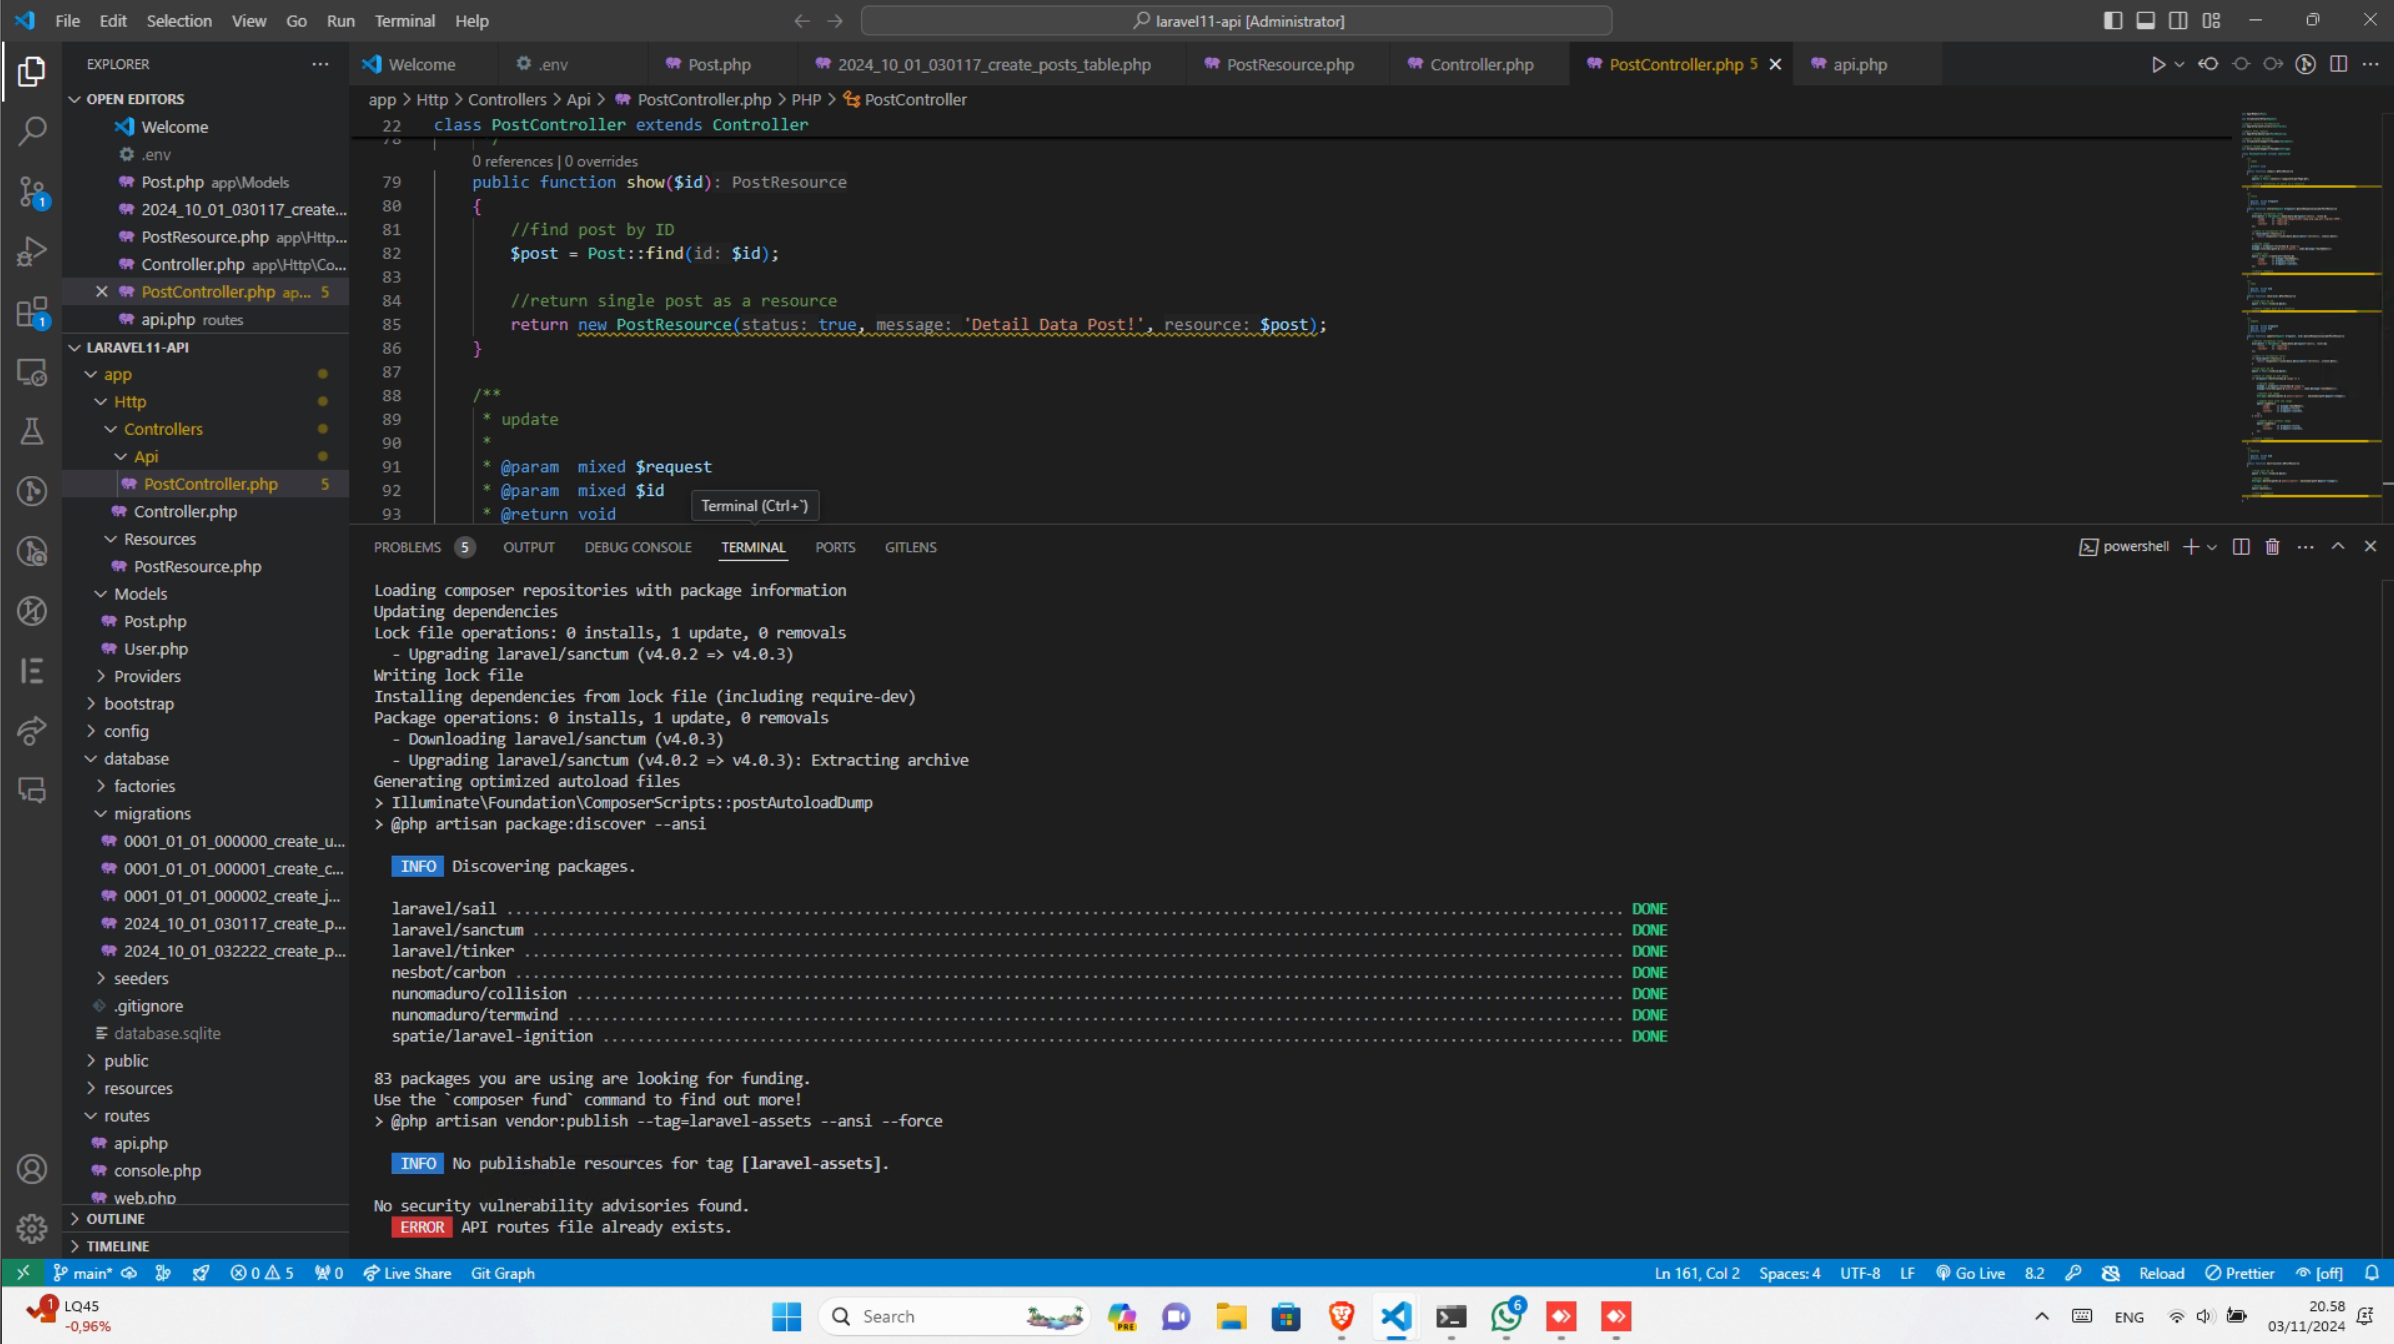 File Edit Selection View Go Run Terminal Help
laravel11-api [Administrator]
EXPLORER
Welcome
.env
Post.php
2024_10_01_030117_create_posts_table.php
PostResource.php
Controller.php
PostController.php 5
api.php
OPEN EDITORS
Welcome
.env
Post.php app\Models
2024_10_01_030117_create...
PostResource.php app\Http...
Controller.php app\Http\Co...
PostController.php ap... 5
api.php routes
LARAVEL11-API
app
Http
Controllers
Api
PostController.php 5
Controller.php
Resources
PostResource.php
Models
Post.php
User.php
Providers
bootstrap
config
database
factories
migrations
0001_01_01_000000_create_u...
0001_01_01_000001_create_c...
0001_01_01_000002_create_j...
2024_10_01_030117_create_p...
2024_10_01_032222_create_p...
seeders
.gitignore
database.sqlite
public
resources
routes
api.php
console.php
web.php
OUTLINE
TIMELINE
app > Http > Controllers > Api > PostController.php > PHP > PostController
22 class PostController extends Controller
78
0 references | 0 overrides
79 public function show($id): PostResource
80 {
81 //find post by ID
82 $post = Post::find(id: $id);
83
84 //return single post as a resource
85 return new PostResource(status: true, message: 'Detail Data Post!', resource: $post);
86 }
87
88 /**
89 * update
90 *
91 * @param mixed $request
92 * @param mixed $id
93 * @return void
Terminal (Ctrl+`)
PROBLEMS 5 OUTPUT DEBUG CONSOLE TERMINAL PORTS GITLENS
powershell
Loading composer repositories with package information
Updating dependencies
Lock file operations: 0 installs, 1 update, 0 removals
- Upgrading laravel/sanctum (v4.0.2 => v4.0.3)
Writing lock file
Installing dependencies from lock file (including require-dev)
Package operations: 0 installs, 1 update, 0 removals
- Downloading laravel/sanctum (v4.0.3)
- Upgrading laravel/sanctum (v4.0.2 => v4.0.3): Extracting archive
Generating optimized autoload files
> Illuminate\Foundation\ComposerScripts::postAutoloadDump
> @php artisan package:discover --ansi
INFO Discovering packages.
laravel/sail ... DONE
laravel/sanctum ... DONE
laravel/tinker ... DONE
nesbot/carbon ... DONE
nunomaduro/collision ... DONE
nunomaduro/termwind ... DONE
spatie/laravel-ignition ... DONE
83 packages you are using are looking for funding.
Use the `composer fund` command to find out more!
> @php artisan vendor:publish --tag=laravel-assets --ansi --force
INFO No publishable resources for tag [laravel-assets].
No security vulnerability advisories found.
ERROR API routes file already exists.
main* 0 5 0 Live Share Git Graph
Ln 161, Col 2 Spaces: 4 UTF-8 LF Go Live 8.2 Reload Prettier [off]
1 LQ45
-0,96%
Search
PRE
6
ENG
20.58
03/11/2024